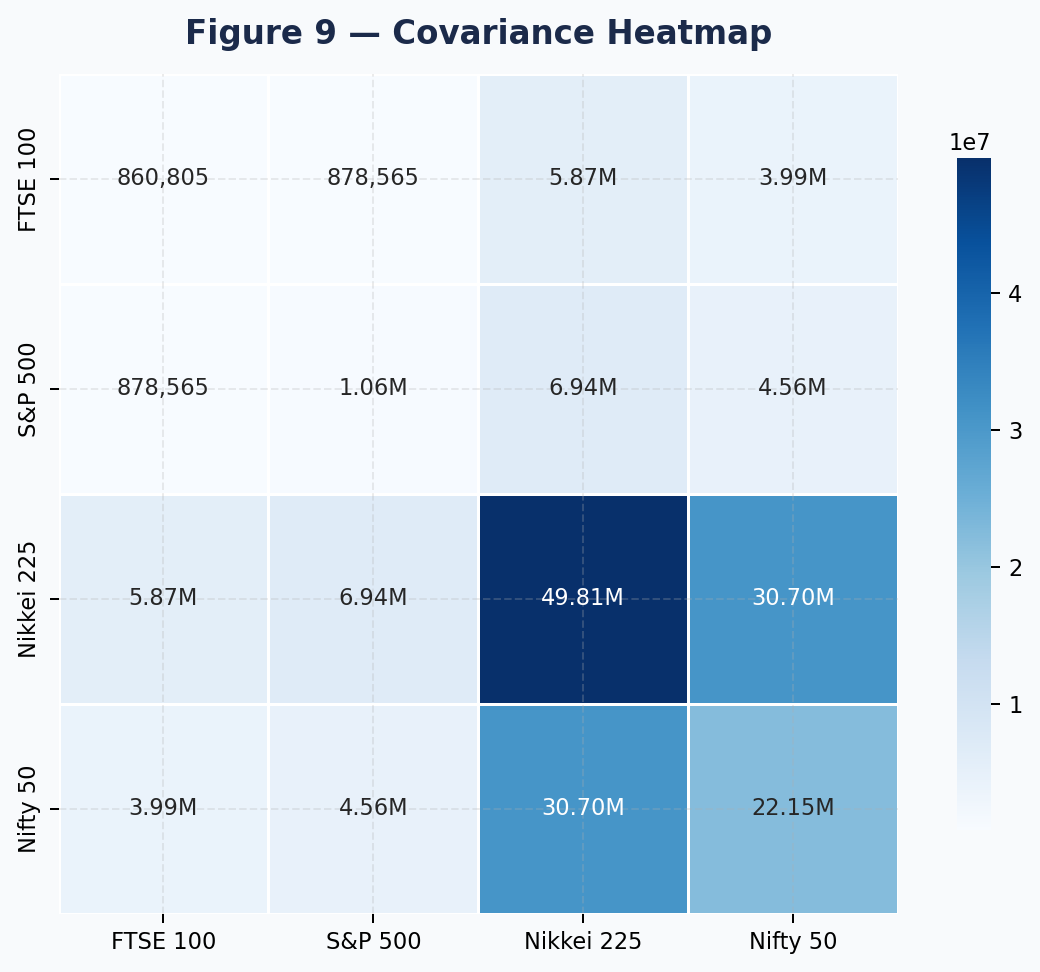 Figure 9 — Covariance Heatmap
1e7
FTSE 100
860,805
878,565
5.87M
3.99M
4
S&P 500
878,565
1.06M
6.94M
4.56M
3
Nikkei 225
5.87M
6.94M
49.81M
30.70M
2
1
Nifty 50
3.99M
4.56M
30.70M
22.15M
FTSE 100
S&P 500
Nikkei 225
Nifty 50